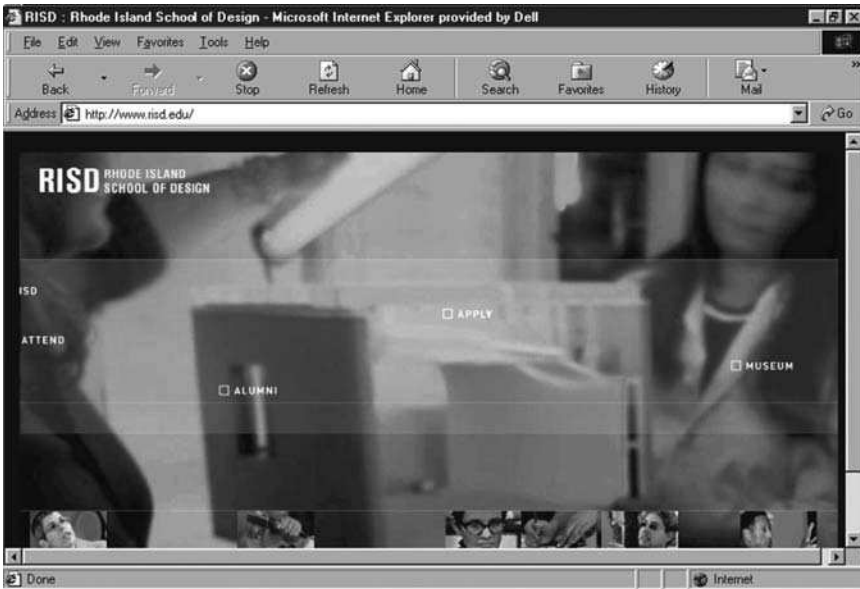 RISD : Rhode Island School of Design - Microsoft Internet Explorer provided by Dell
File Edit View Favorites Tools Help
Back Forward Stop Refresh Home Search Favorites History Mail »
Address http://www.risd.edu/ Go
RISD RHODE ISLAND
SCHOOL OF DESIGN
ISD
APPLY
ATTEND
MUSEUM
ALUMNI
Done Internet